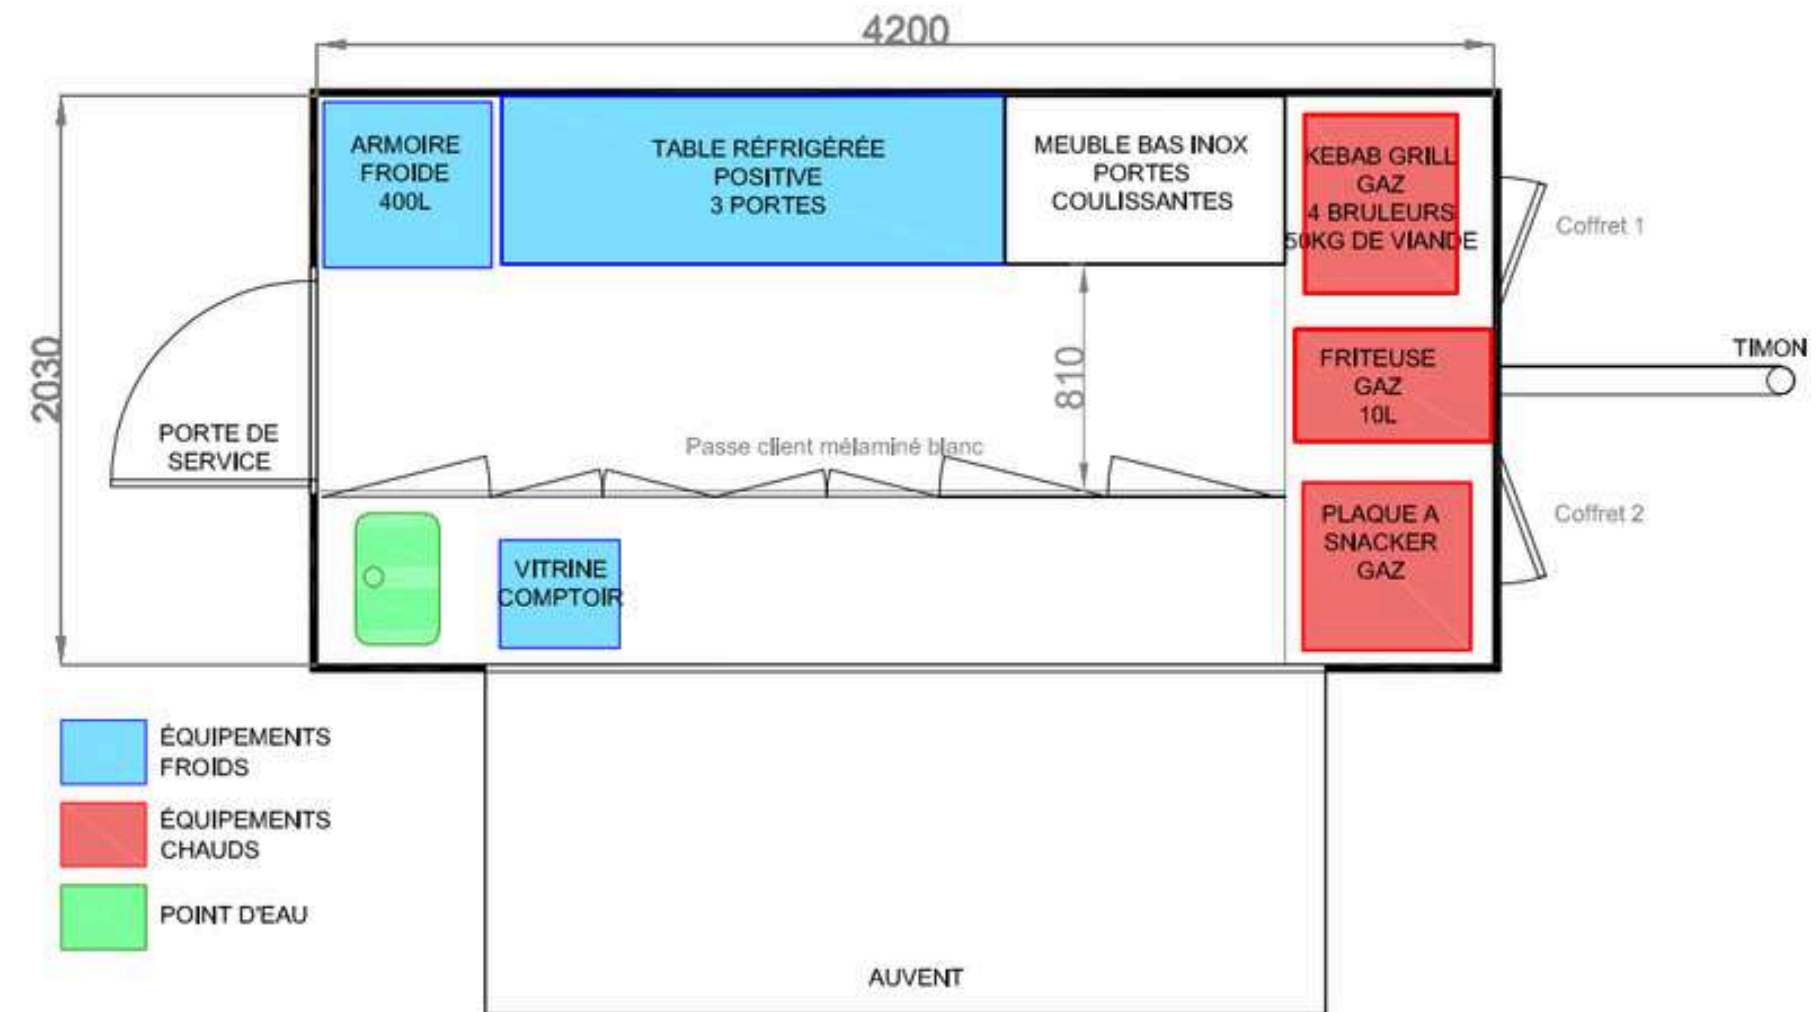 4200
ARMOIRE
FROIDE
400L
TABLE RÉFRIGÉRÉE
POSITIVE
3 PORTES
MEUBLE BAS INOX
PORTES
COULISSANTES
KEBAB GRILL
GAZ
4 BRULEURS
50KG DE VIANDE
Coffret 1
2030
810
FRITEUSE
GAZ
10L
TIMON
PORTE DE
SERVICE
Passe client mélaminé blanc
PLAQUE A
SNACKER
GAZ
Coffret 2
VITRINE
COMPTOIR
ÉQUIPEMENTS
FROIDS
ÉQUIPEMENTS
CHAUDS
POINT D'EAU
AUVENT